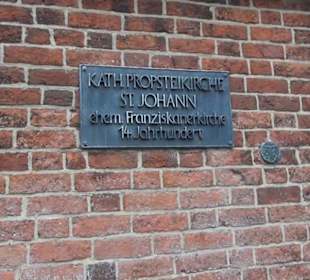 KATH. PROPSTEIKIRCHE
ST. JOHANN
ehem. Franziskanerkirche
14. Jahrhundert